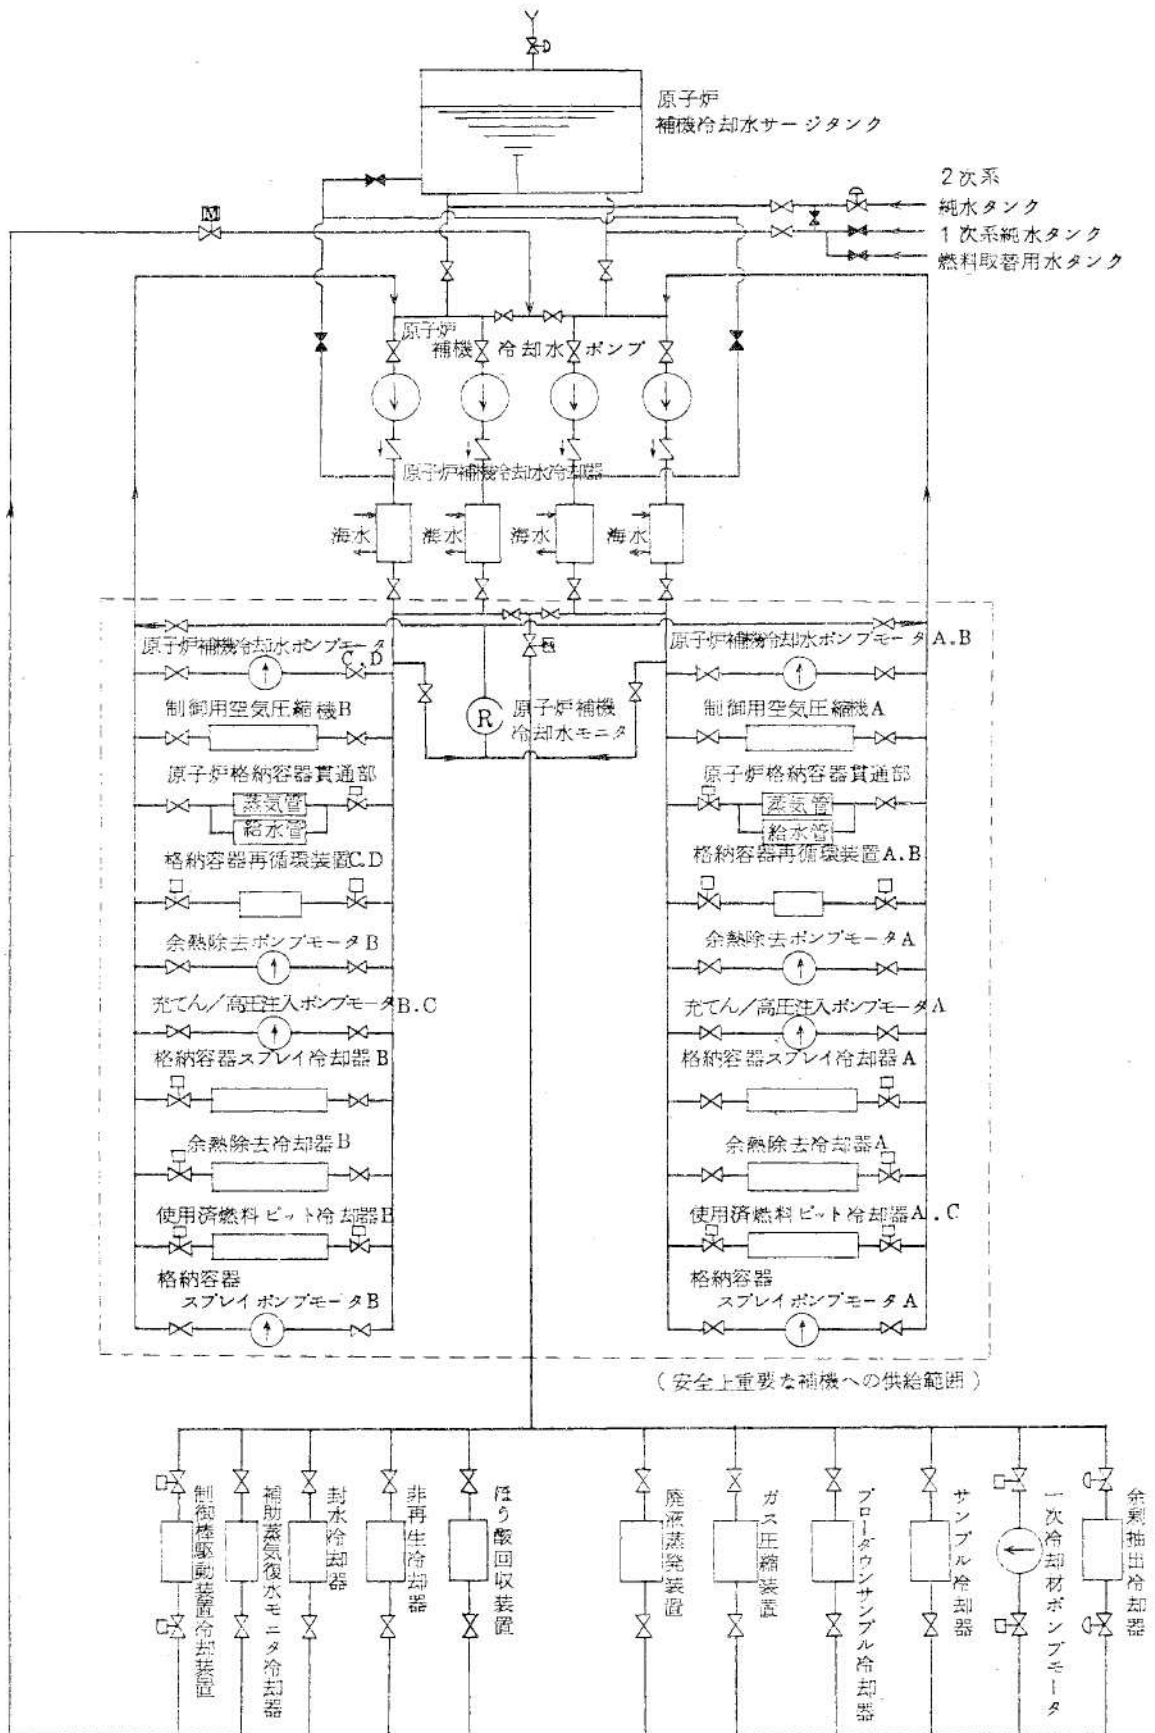 原子炉
補機冷却水サージタンク
2次系
純水タンク
1次系純水タンク
燃料取替用水タンク
M
原子炉
補機 冷却水 ポンプ
原子炉補機冷却水冷却器
海水
海水
海水
海水
原子炉補機冷却水ポンプモータ
C.D
制御用空気圧縮機B
原子炉格納容器貫通部
蒸気管
給水管
格納容器再循環装置C.D
余熱除去ポンプモータB
充てん/高圧注入ポンプモータB.C
格納容器スプレイ冷却器B
余熱除去冷却器B
使用済燃料ピット冷却器B
格納容器
スプレイポンプモータB
R
原子炉補機
冷却水モニタ
原子炉補機冷却水ポンプモータA.B
制御用空気圧縮機A
原子炉格納容器貫通部
蒸気管
給水管
格納容器再循環装置A.B
余熱除去ポンプモータA
充てん/高圧注入ポンプモータA
格納容器スプレイ冷却器A
余熱除去冷却器A
使用済燃料ピット冷却器A.C
格納容器
スプレイポンプモータA
(安全上重要な補機への供給範囲)
制御棒駆動装置冷却装置
補助蒸気復水モニタ冷却器
封水冷却器
非再生冷却器
ほう酸回収装置
廃液蒸発装置
ガス圧縮装置
ブローダウンサンプル冷却器
サンプル冷却器
一次冷却材ポンプモータ
余剰抽出冷却器